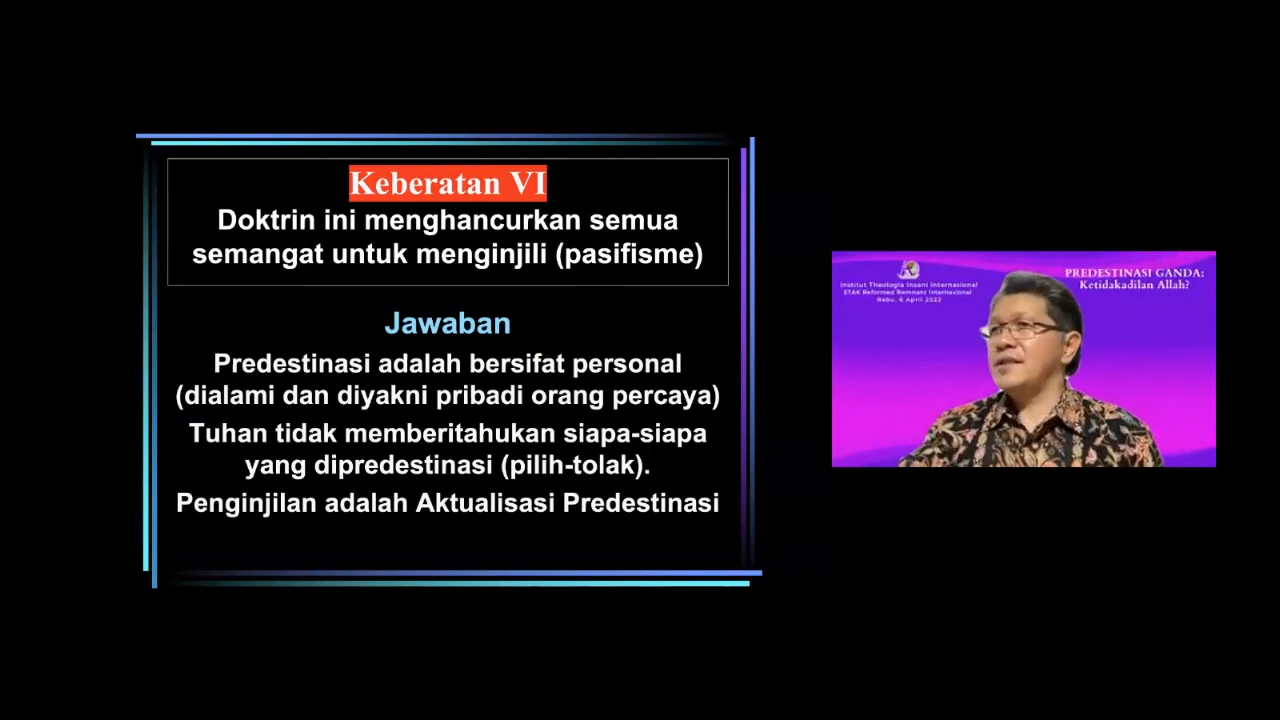 Keberatan VI
Doktrin ini menghancurkan semua
semangat untuk menginjili (pasifisme)
Jawaban
Predestinasi adalah bersifat personal
(dialami dan diyakni pribadi orang percaya)
Tuhan tidak memberitahukan siapa-siapa
yang dipredestinasi (pilih-tolak).
Penginjilan adalah Aktualisasi Predestinasi
Institut Theologia Insani Internasional
STAK Reformed Remnant Internasional
Rabu, 6 April 2022
PREDESTINASI GANDA:
Ketidakadilan Allah?